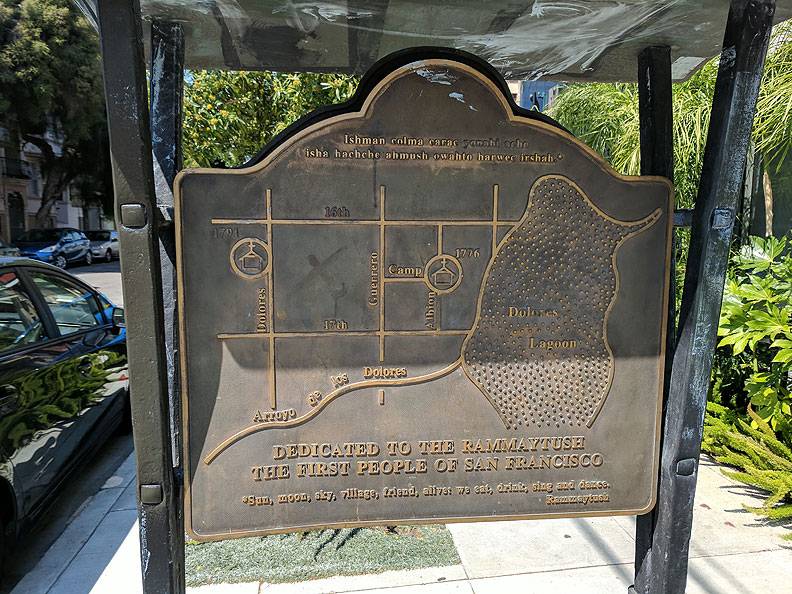 Ishman colma carac yonahi oche
isha hachche ahmush owahto harwec irshah.*
16th
1791
1776
Camp
Guerrero
Dolores
Albion
Dolores
Lagoon
17th
Arroyo de los Dolores
DEDICATED TO THE RAMMAYTUSH
THE FIRST PEOPLE OF SAN FRANCISCO
*Sun, moon, sky, village, friend, alive: we eat, drink, sing and dance.
Rammaytush